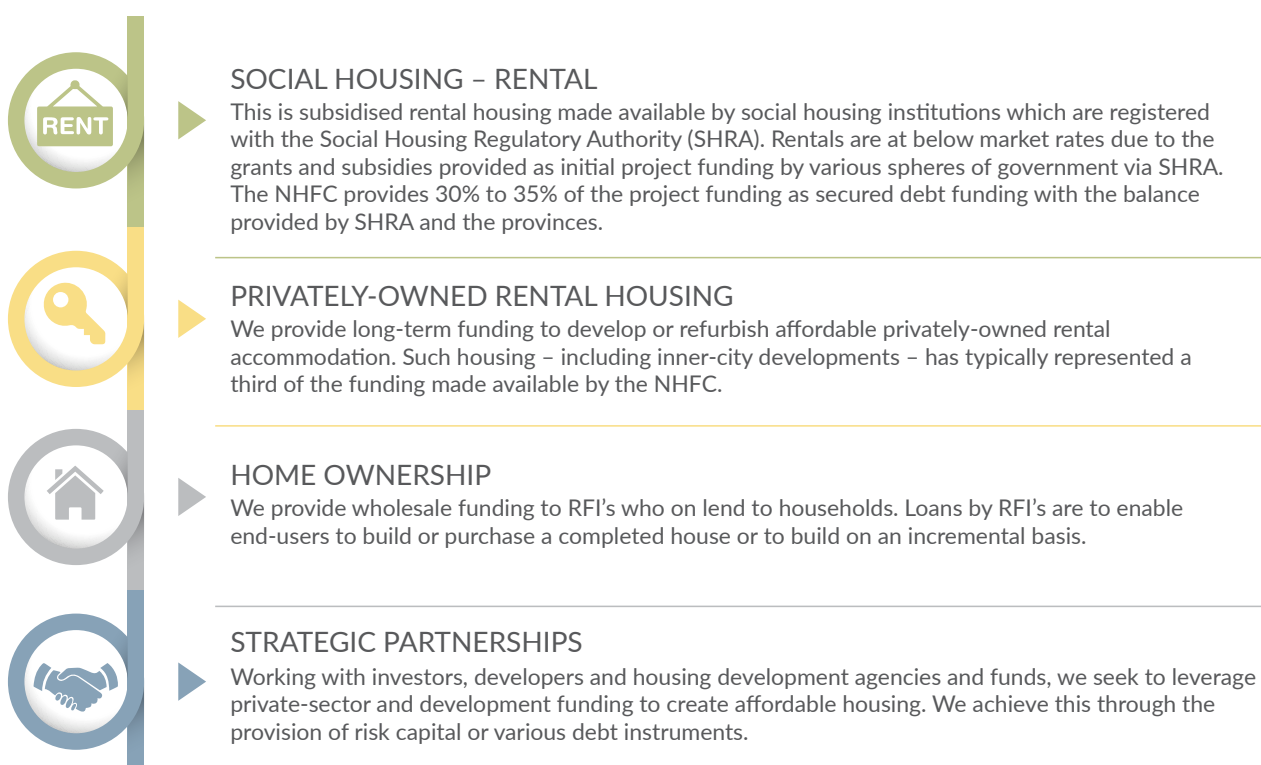 RENT
SOCIAL HOUSING – RENTAL
This is subsidised rental housing made available by social housing institutions which are registered
with the Social Housing Regulatory Authority (SHRA). Rentals are at below market rates due to the
grants and subsidies provided as initial project funding by various spheres of government via SHRA.
The NHFC provides 30% to 35% of the project funding as secured debt funding with the balance
provided by SHRA and the provinces.
PRIVATELY-OWNED RENTAL HOUSING
We provide long-term funding to develop or refurbish affordable privately-owned rental
accommodation. Such housing – including inner-city developments – has typically represented a
third of the funding made available by the NHFC.
HOME OWNERSHIP
We provide wholesale funding to RFI’s who on lend to households. Loans by RFI’s are to enable
end-users to build or purchase a completed house or to build on an incremental basis.
STRATEGIC PARTNERSHIPS
Working with investors, developers and housing development agencies and funds, we seek to leverage
private-sector and development funding to create affordable housing. We achieve this through the
provision of risk capital or various debt instruments.